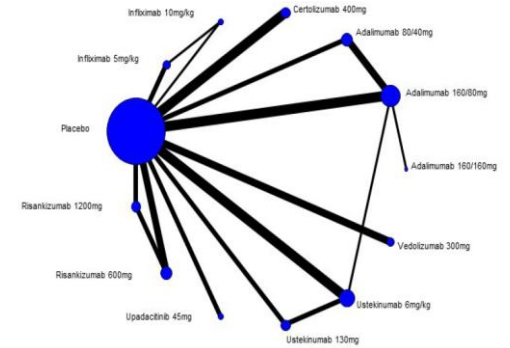 Infliximab 10mg/kg
Certolizumab 400mg
Adalimumab 80/40mg
Infliximab 5mg/kg
Adalimumab 160/80mg
Placebo
Adalimumab 160/160mg
Risankizumab 1200mg
Vedolizumab 300mg
Risankizumab 600mg
Ustekinumab 6mg/kg
Upadacitinib 45mg
Ustekinumab 130mg